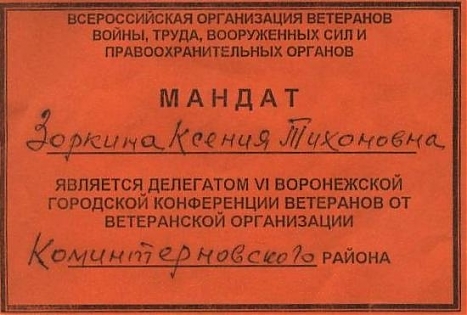 ВСЕРОССИЙСКАЯ ОРГАНИЗАЦИЯ ВЕТЕРАНОВ
ВОЙНЫ, ТРУДА, ВООРУЖЕННЫХ СИЛ И
ПРАВООХРАНИТЕЛЬНЫХ ОРГАНОВ
МАНДАТ
Зоркина Ксения Тихоновна
ЯВЛЯЕТСЯ ДЕЛЕГАТОМ VI ВОРОНЕЖСКОЙ
ГОРОДСКОЙ КОНФЕРЕНЦИИ ВЕТЕРАНОВ ОТ
ВЕТЕРАНСКОЙ ОРГАНИЗАЦИИ
Коминтерновского РАЙОНА